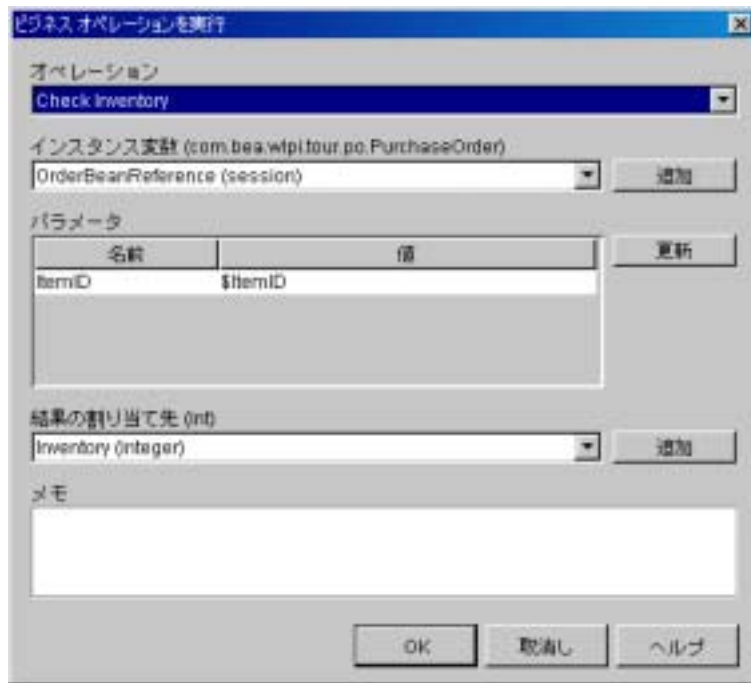 ビジネス オペレーションを実行
オペレーション
Check Inventory
インスタンス変数 (com.bea.wlpi.tour.po.PurchaseOrder)
OrderBeanReference (session)
追加
パラメータ
名前 値
更新
ItemID $ItemID
結果の割り当て先 (int)
Inventory (integer)
追加
メモ
OK 取消し ヘルプ